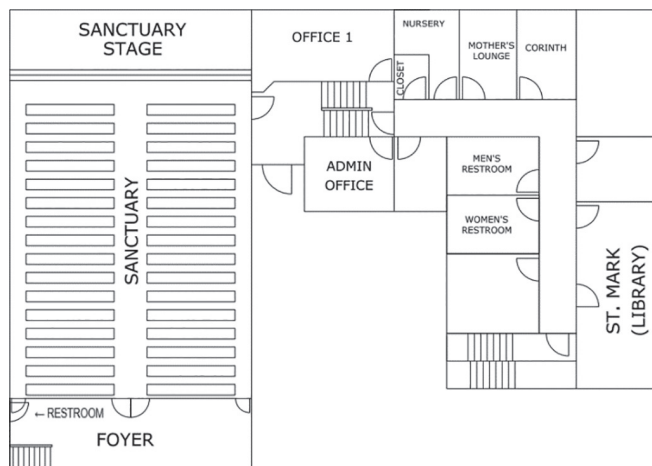 SANCTUARY
STAGE
OFFICE 1
NURSERY
CLOSET
MOTHER'S
LOUNGE
CORINTH
SANCTUARY
ADMIN
OFFICE
MEN'S
RESTROOM
WOMEN'S
RESTROOM
ST. MARK
(LIBRARY)
← RESTROOM
FOYER